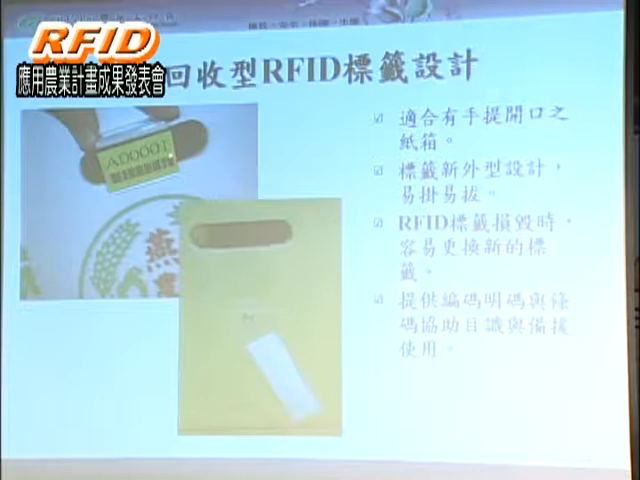 RFID
應用農業計畫成果發表會
回收型RFID標籤設計
A00001
燕
適合有手提開口之
紙箱。
標籤新外型設計，
易掛易拔。
RFID標籤損毀時，
容易更換新的標
籤。
提供編碼明碼與條
碼協助目識與備援
使用。